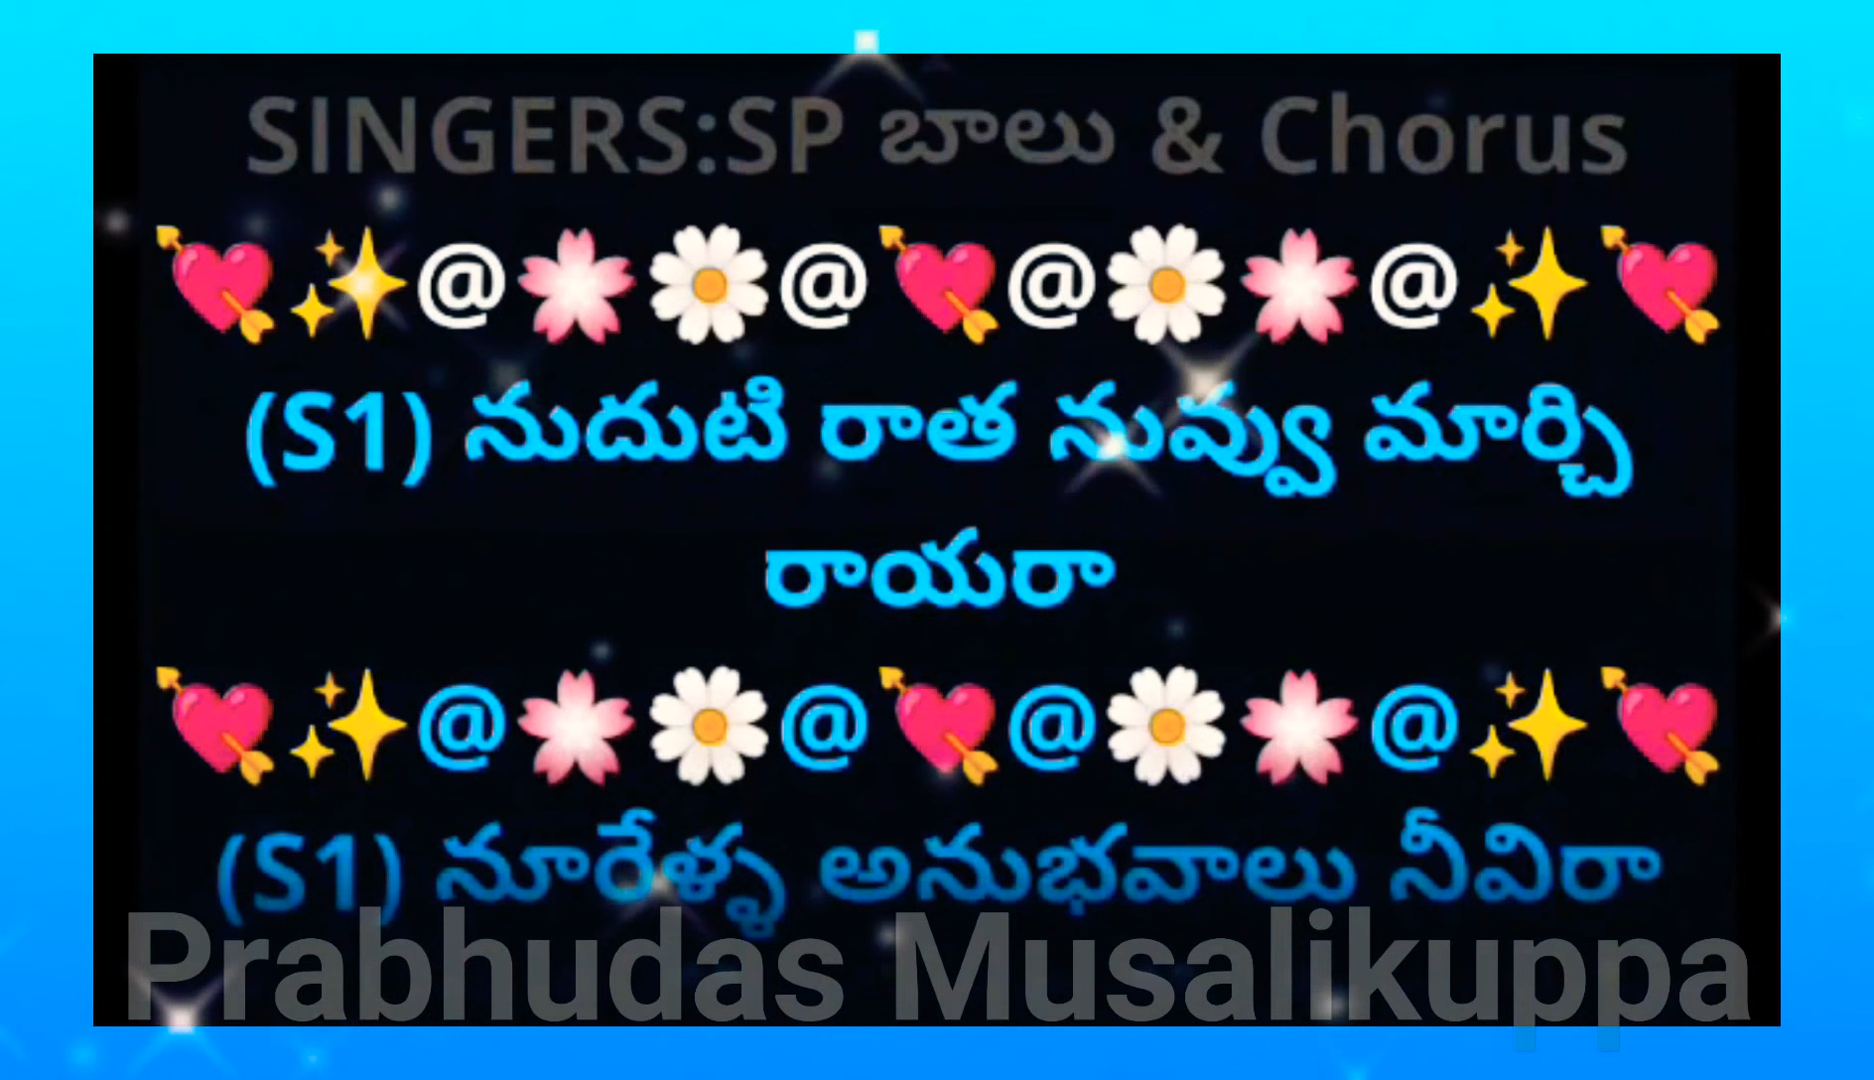 SINGERS:SP బాలు & Chorus
💘✨@🌸🌼@💘@🌼🌸@✨💘
(S1) నుదుటి రాత నువ్వు మార్చి
రాయరా
💘✨@🌸🌼@💘@🌼🌸@✨💘
(S1) నూరేళ్ళ అనుభవాలు నీవిరా
Prabhudas Musalikuppa